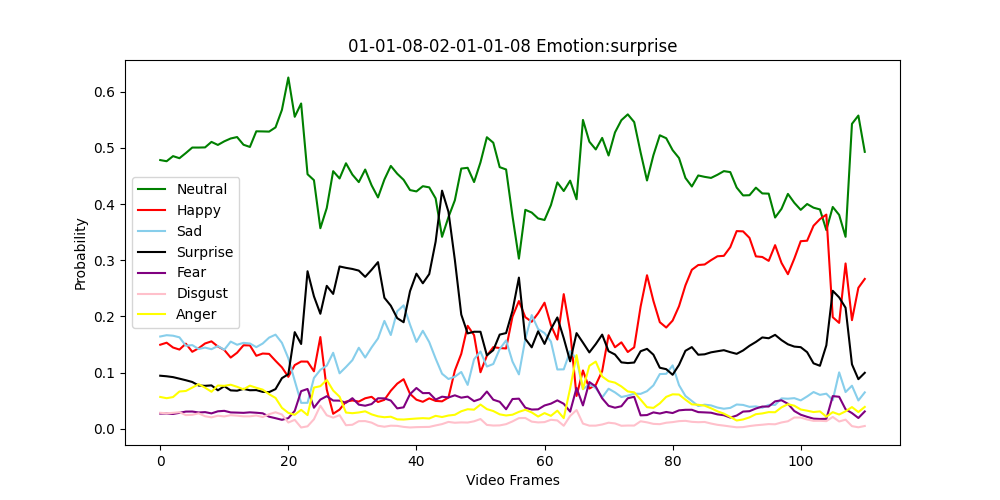 01-01-08-02-01-01-08 Emotion:surprise
Probability
0.6
0.5
0.4
0.3
0.2
0.1
0.0
Neutral
Happy
Sad
Surprise
Fear
Disgust
Anger
0 20 40 60 80 100
Video Frames